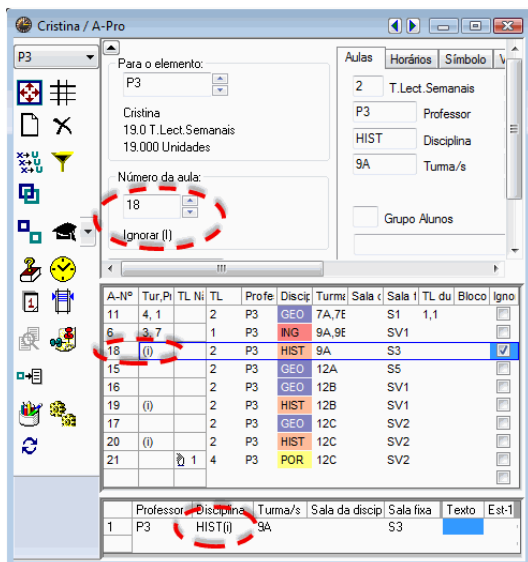 Cristina / A-Pro
P3
Para o elemento:
P3
Cristina
19.0 T.Lect.Semanais
19.000 Unidades
Número da aula:
18
Ignorar (I)
Aulas Horários Símbolo V
2 T.Lect.Semanais
P3 Professor
HIST Disciplina
9A Turma/s
Grupo Alunos
A-Nº Tur,Pi TL Ni TL Profe Discip Turma Sala c Sala f TL du Bloco Igno
11 4, 1 2 P3 GEO 7A,7E S1 1,1
6 3, 7 1 P3 ING 9A,9E SV1
18 (i) 2 P3 HIST 9A S3
15 2 P3 GEO 12A S5
16 2 P3 GEO 12B SV1
19 (i) 2 P3 HIST 12B SV1
17 2 P3 GEO 12C SV2
20 (i) 2 P3 HIST 12C SV2
21 1 4 P3 POR 12C SV2
Professor Disciplina Turma/s Sala da discip Sala fixa Texto Est-1
1 P3 HIST(i) 9A S3